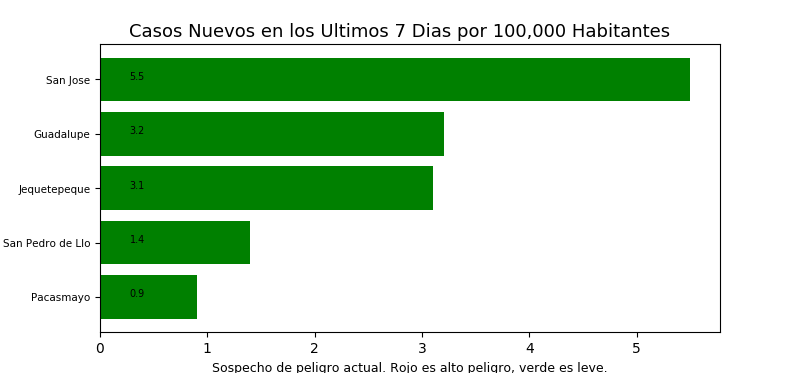 Casos Nuevos en los Ultimos 7 Dias por 100,000 Habitantes
San Jose 5.5
Guadalupe 3.2
Jequetepeque 3.1
San Pedro de Llo 1.4
Pacasmayo 0.9
0 1 2 3 4 5
Sospecho de peligro actual. Rojo es alto peligro, verde es leve.